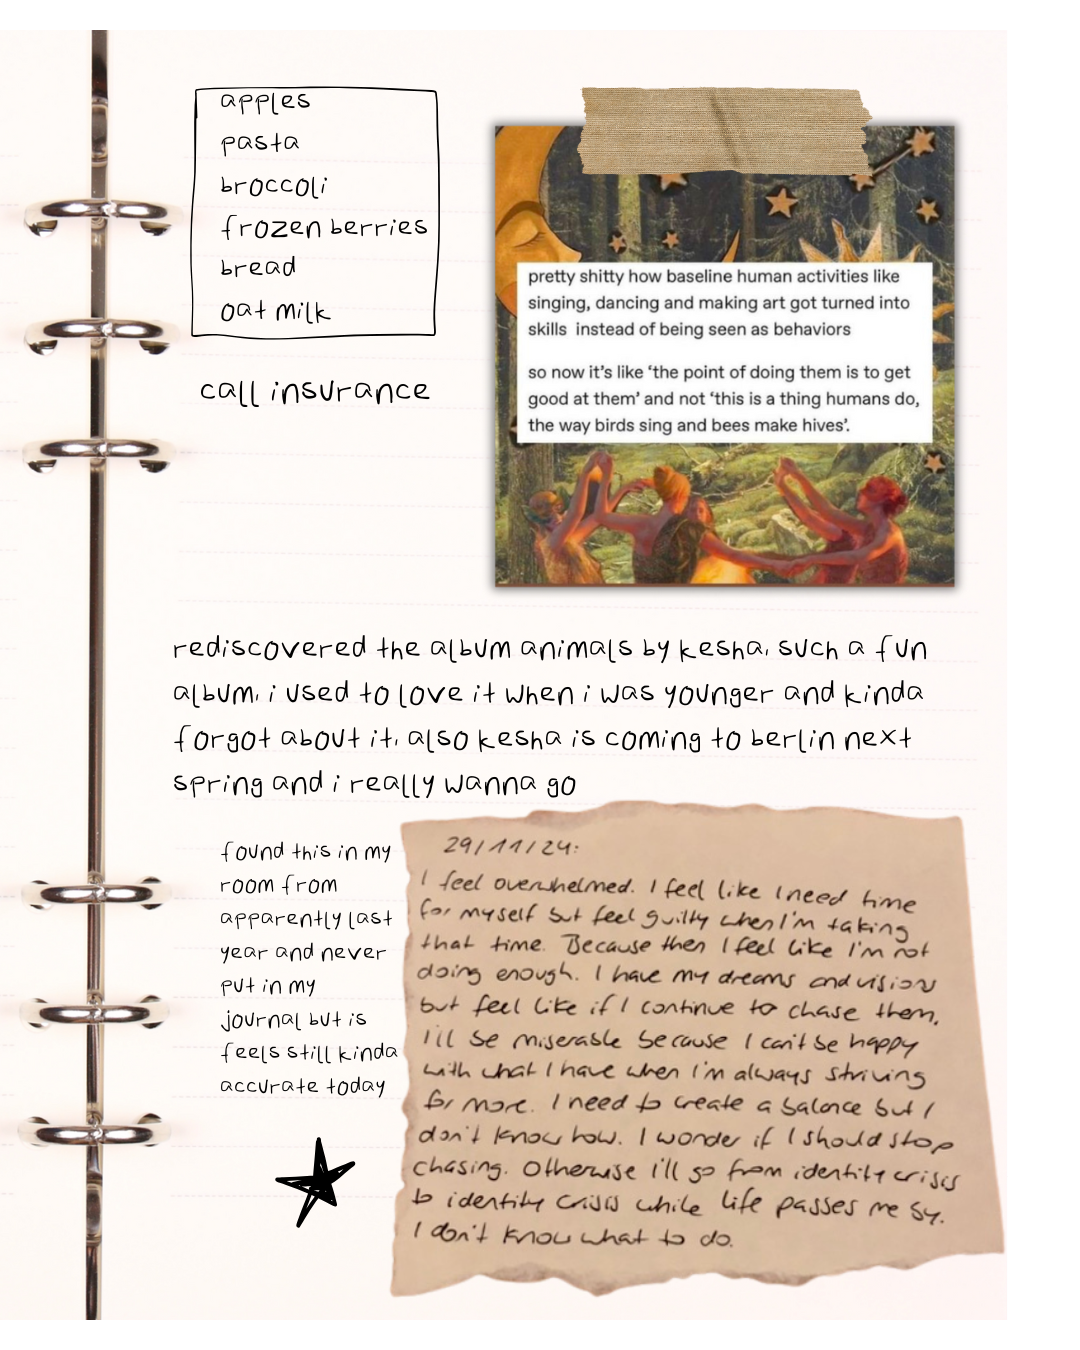 apples
pasta
broccoli
frozen berries
bread
oat milk
call insurance
pretty shitty how baseline human activities like
singing, dancing and making art got turned into
skills instead of being seen as behaviors
so now it's like 'the point of doing them is to get
good at them' and not 'this is a thing humans do,
the way birds sing and bees make hives'.
rediscovered the album animals by kesha, such a fun
album, i used to love it when i was younger and kinda
forgot about it, also kesha is coming to berlin next
spring and i really wanna go
found this in my
room from
apparently last
year and never
put in my
journal but is
feels still kinda
accurate today
29/11/24:
I feel overwhelmed. I feel like I need time
for myself but feel guilty when I'm taking
that time. Because then I feel like I'm not
doing enough. I have my dreams and visions
but feel like if I continue to chase them,
I'll be miserable because I can't be happy
with what I have when I'm always striving
for more. I need to create a balance but I
don't know how. I wonder if I should stop
chasing. Otherwise I'll go from identity crisis
to identity crisis while life passes me by.
I don't know what to do.